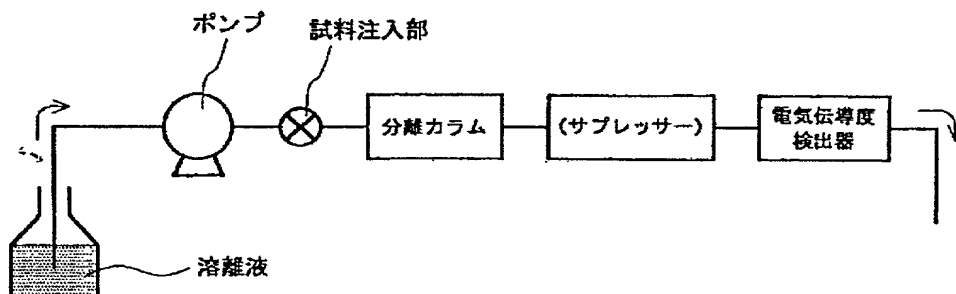 ポンプ
試料注入部
分離カラム
(サプレッサー)
電気伝導度
検出器
溶離液